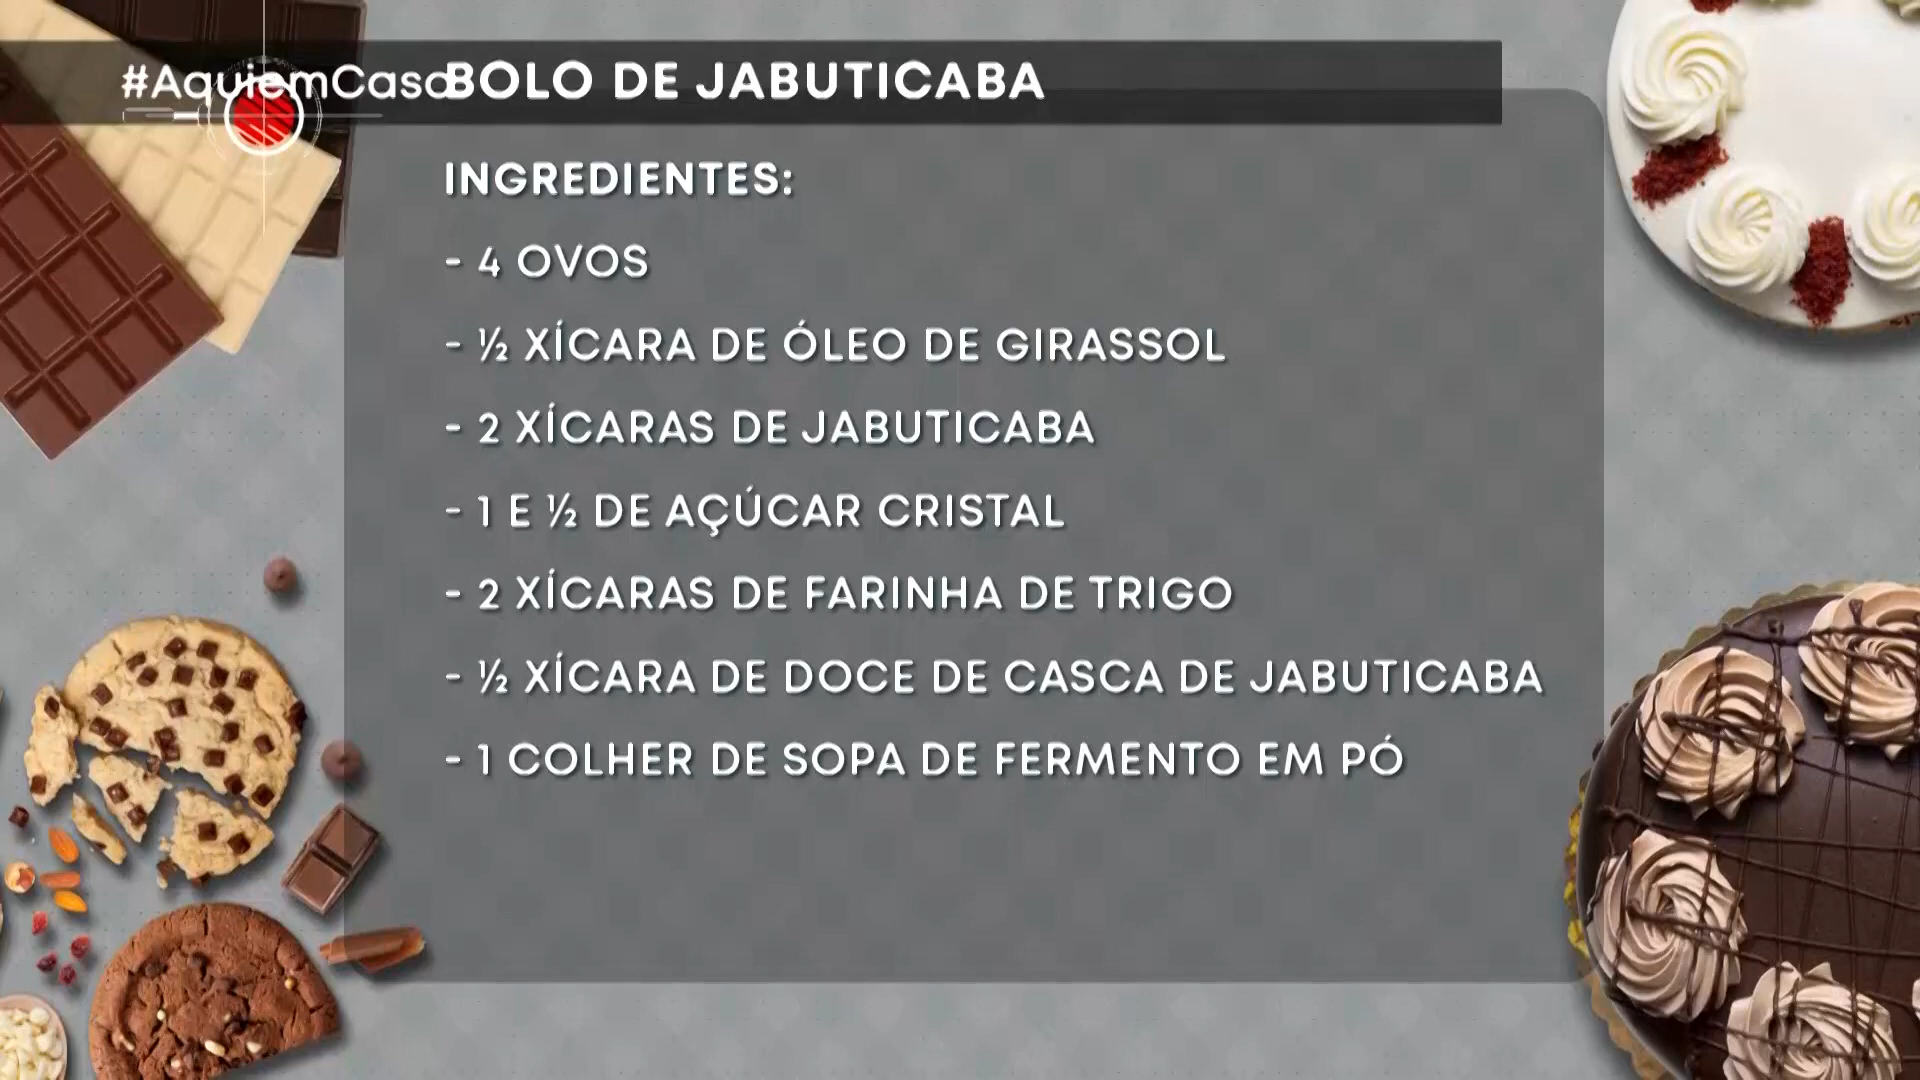 #AquiemCasa
BOLO DE JABUTICABA
INGREDIENTES:
- 4 OVOS
- ½ XÍCARA DE ÓLEO DE GIRASSOL
- 2 XÍCARAS DE JABUTICABA
- 1 E ½ DE AÇÚCAR CRISTAL
- 2 XÍCARAS DE FARINHA DE TRIGO
- ½ XÍCARA DE DOCE DE CASCA DE JABUTICABA
- 1 COLHER DE SOPA DE FERMENTO EM PÓ